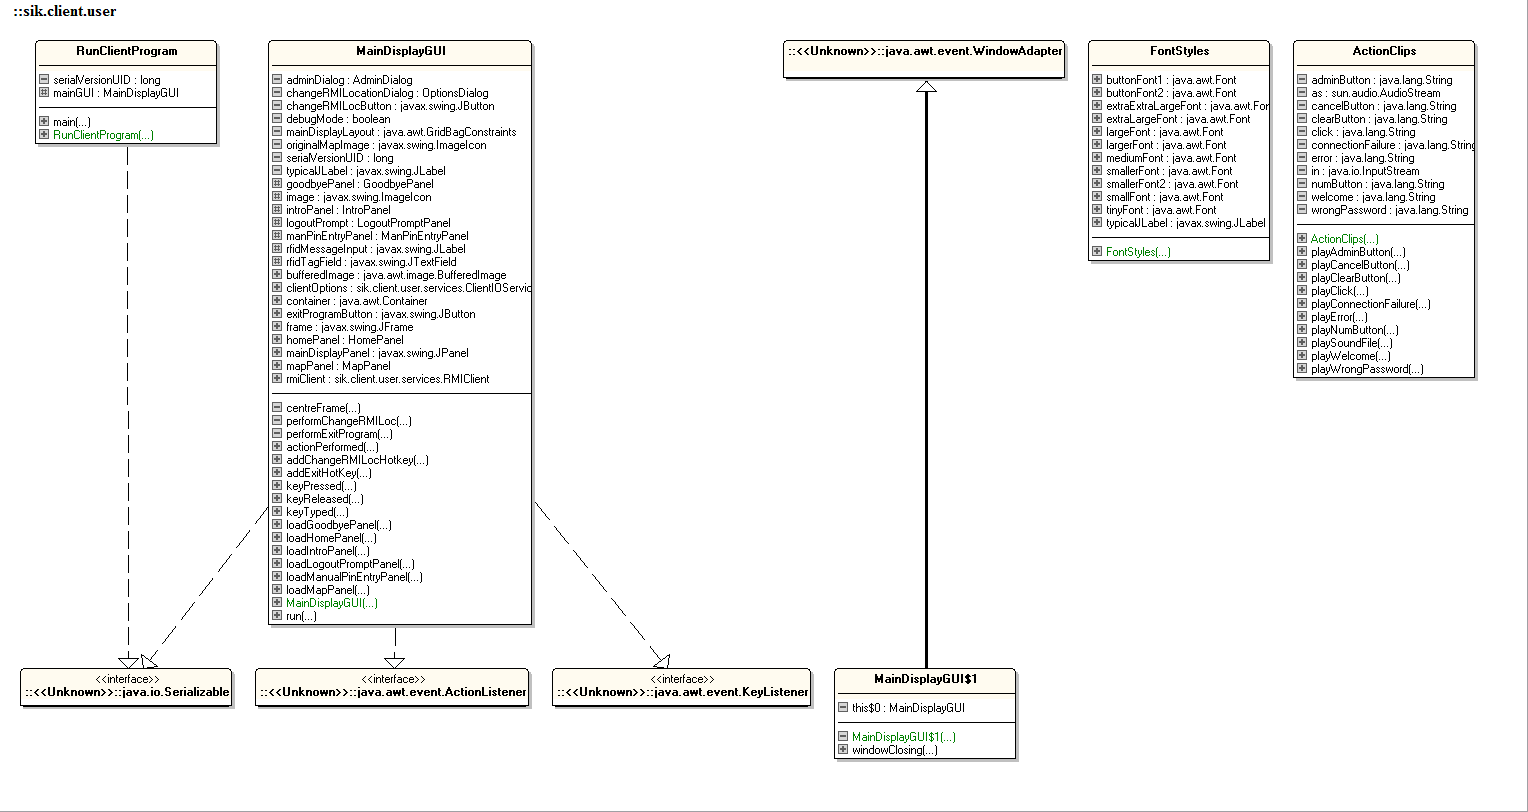 ::sik.client.user
RunClientProgram
serialVersionUID : long
mainGUI : MainDisplayGUI
main(...)
RunClientProgram(...)
MainDisplayGUI
adminDialog : AdminDialog
changeRMILocationDialog : OptionsDialog
changeRMILocButton : javax.swing.JButton
debugMode : boolean
mainDisplayLayout : java.awt.GridBagConstraints
originalMapImage : javax.swing.ImageIcon
serialVersionUID : long
typicalJLabel : javax.swing.JLabel
goodbyePanel : GoodbyePanel
image : javax.swing.ImageIcon
introPanel : IntroPanel
logoutPrompt : LogoutPromptPanel
manPinEntryPanel : ManPinEntryPanel
rfidMessageInput : javax.swing.JLabel
rfidTagField : javax.swing.JTextField
bufferedImage : java.awt.image.BufferedImage
clientOptions : sik.client.user.services.ClientIOServic
container : java.awt.Container
exitProgramButton : javax.swing.JButton
frame : javax.swing.JFrame
homePanel : HomePanel
mainDisplayPanel : javax.swing.JPanel
mapPanel : MapPanel
rmiClient : sik.client.user.services.RMIClient
centreFrame(...)
performChangeRMILoc(...)
performExitProgram(...)
actionPerformed(...)
addChangeRMILocHotkey(...)
addExitHotKey(...)
keyPressed(...)
keyReleased(...)
keyTyped(...)
loadGoodbyePanel(...)
loadHomePanel(...)
loadIntroPanel(...)
loadLogoutPromptPanel(...)
loadManualPinEntryPanel(...)
loadMapPanel(...)
MainDisplayGUI(...)
run(...)
::<<Unknown>>::java.awt.event.WindowAdapter
FontStyles
buttonFont1 : java.awt.Font
buttonFont2 : java.awt.Font
extraExtraLargeFont : java.awt.For
extraLargeFont : java.awt.Font
largeFont : java.awt.Font
largerFont : java.awt.Font
mediumFont : java.awt.Font
smallerFont : java.awt.Font
smallerFont2 : java.awt.Font
smallFont : java.awt.Font
tinyFont : java.awt.Font
typicalJLabel : javax.swing.JLabel
FontStyles(...)
ActionClips
adminButton : java.lang.String
as : sun.audio.AudioStream
cancelButton : java.lang.String
clearButton : java.lang.String
click : java.lang.String
connectionFailure : java.lang.String
error : java.lang.String
in : java.io.InputStream
numButton : java.lang.String
welcome : java.lang.String
wrongPassword : java.lang.String
ActionClips(...)
playAdminButton(...)
playCancelButton(...)
playClearButton(...)
playClick(...)
playConnectionFailure(...)
playError(...)
playNumButton(...)
playSoundFile(...)
playWelcome(...)
playWrongPassword(...)
<<interface>>
::<<Unknown>>::java.io.Serializable
<<interface>>
::<<Unknown>>::java.awt.event.ActionListener
<<interface>>
::<<Unknown>>::java.awt.event.KeyListener
MainDisplayGUI$1
this$0 : MainDisplayGUI
MainDisplayGUI$1(...)
windowClosing(...)